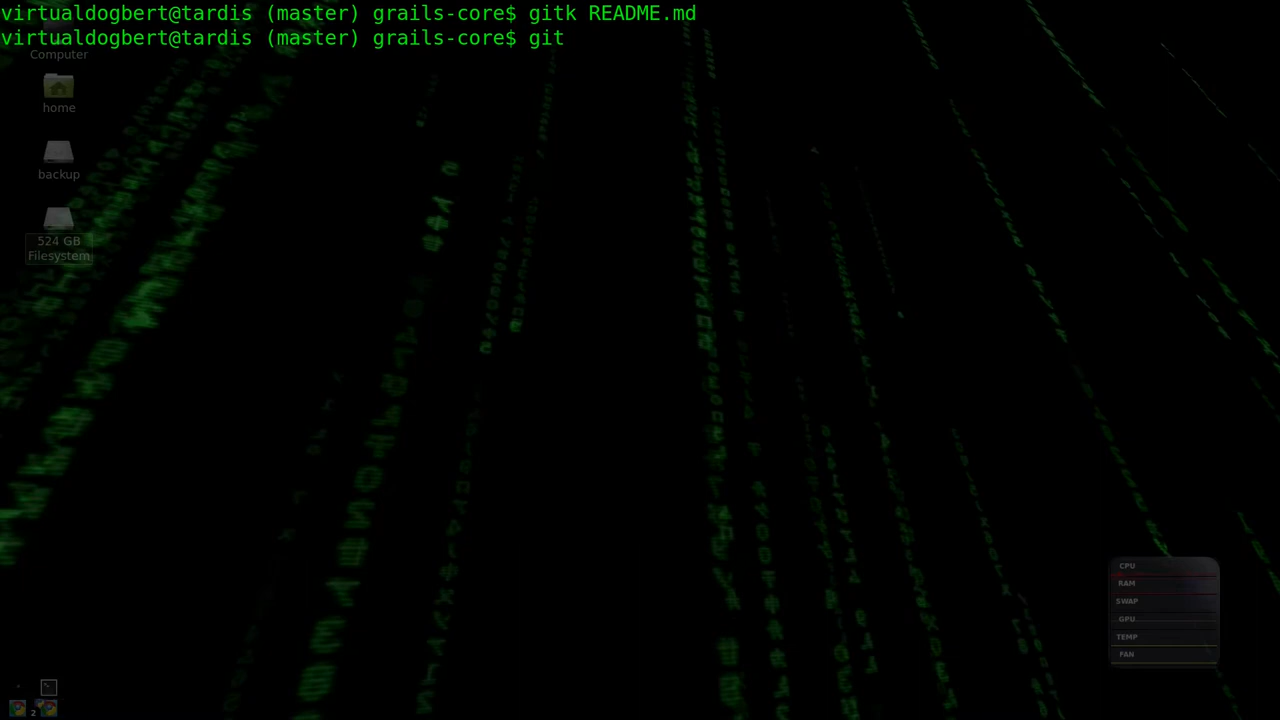 virtualdogbert@tardis (master) grails-core$ gitk README.md
virtualdogbert@tardis (master) grails-core$ git
Computer
home
backup
524 GB
Filesystem
CPU
RAM
SWAP
GPU
TEMP
FAN
2